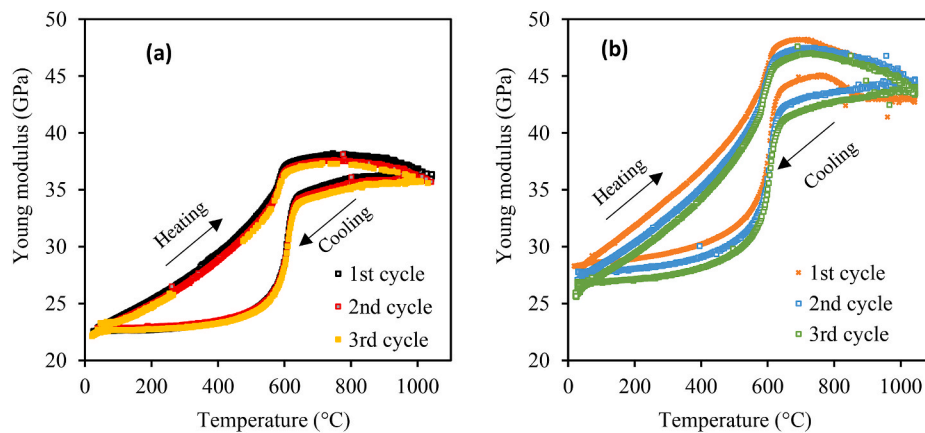 (a)
Young modulus (GPa)
50
45
40
35
30
25
20
Heating
Cooling
1st cycle
2nd cycle
3rd cycle
0 200 400 600 800 1000
Temperature (°C)
(b)
Young modulus (GPa)
50
45
40
35
30
25
20
Heating
Cooling
1st cycle
2nd cycle
3rd cycle
0 200 400 600 800 1000
Temperature (°C)